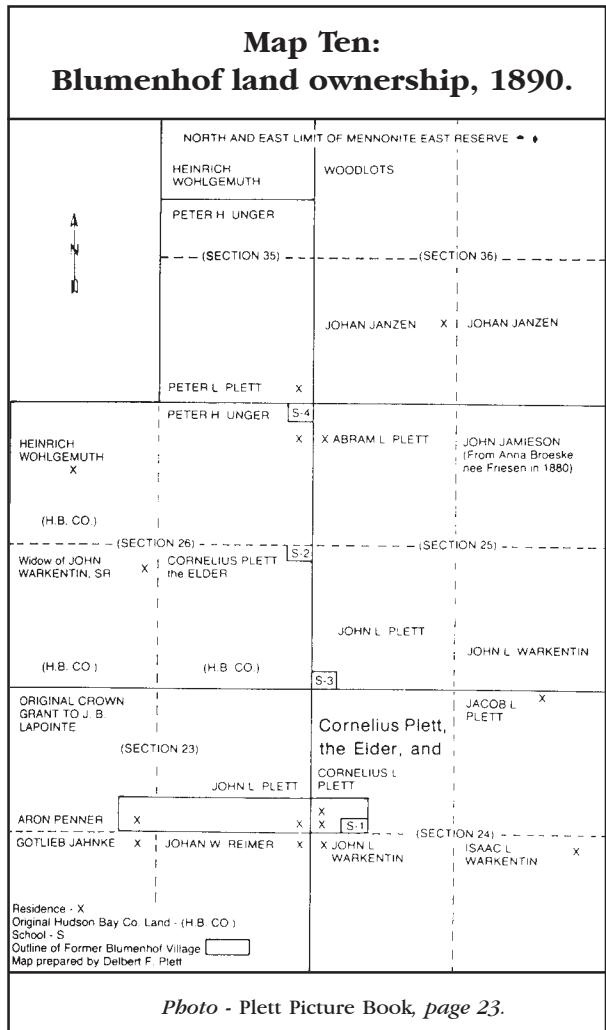 Map Ten:
Blumenhof land ownership, 1890.
NORTH AND EAST LIMIT OF MENNONITE EAST RESERVE
HEINRICH
WOHLGEMUTH
WOODLOTS
PETER H UNGER
N
(SECTION 35)
(SECTION 36)
JOHAN JANZEN X
JOHAN JANZEN
PETER L PLETT X
PETER H UNGER
S-4
HEINRICH
WOHLGEMUTH
X
X
X ABRAM L PLETT
JOHN JAMIESON
(From Anna Broeske
nee Friesen in 1880)
(H.B. CO.)
(SECTION 26)
S-2
(SECTION 25)
Widow of JOHN
WARKENTIN, SR X
CORNELIUS PLETT
the ELDER
JOHN L PLETT
JOHN L WARKENTIN
(H.B. CO.)
(H.B. CO.)
S-3
ORIGINAL CROWN
GRANT TO J. B.
LAPOINTE
JACOB L X
PLETT
Cornelius Plett,
the Elder, and
(SECTION 23)
CORNELIUS L
PLETT
JOHN L PLETT
ARON PENNER X
X
X
X S-1
(SECTION 24)
GOTLIEB JAHNKE X
JOHAN W REIMER X
X JOHN L
WARKENTIN
ISAAC L
WARKENTIN X
Residence - X
Original Hudson Bay Co. Land - (H.B. CO.)
School - S
Outline of Former Blumenhof Village
Map prepared by Delbert F. Plett
Photo - Plett Picture Book, page 23.